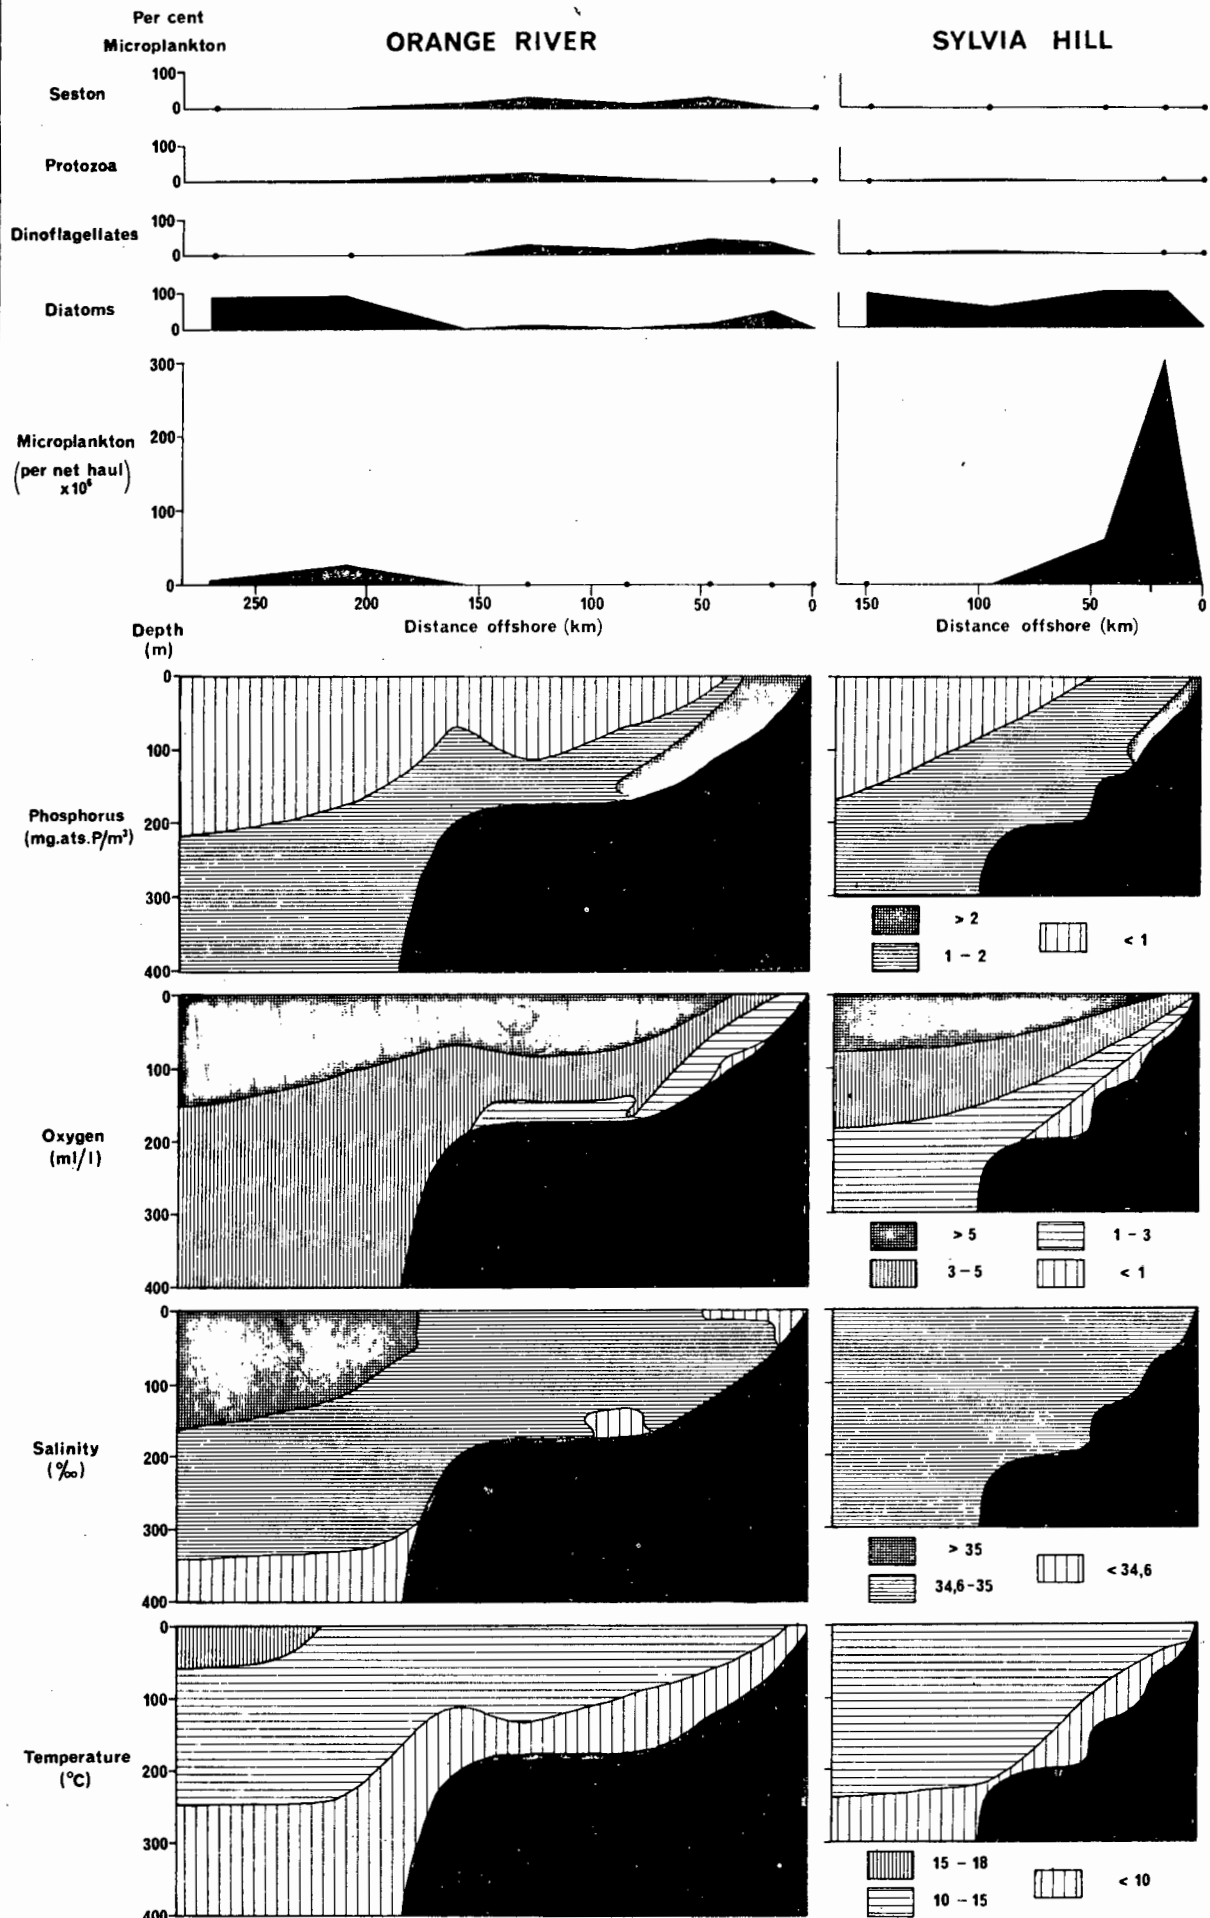 Per cent
Microplankton
ORANGE RIVER
SYLVIA HILL
Seston
100
0
Protozoa
100
0
Dinoflagellates
100
0
Diatoms
100
0
Microplankton
(per net haul)
x10⁶
300
200
100
0
250 200 150 100 50 0
Distance offshore (km)
150 100 50 0
Distance offshore (km)
Depth
(m)
0
100
200
300
400
Phosphorus
(mg.ats.P/m³)
> 2
1 – 2
< 1
0
100
200
300
400
Oxygen
(ml/l)
> 5
3 – 5
1 – 3
< 1
0
100
200
300
400
Salinity
(‰)
> 35
34,6-35
< 34,6
0
100
200
300
400
Temperature
(°C)
15 – 18
10 – 15
< 10